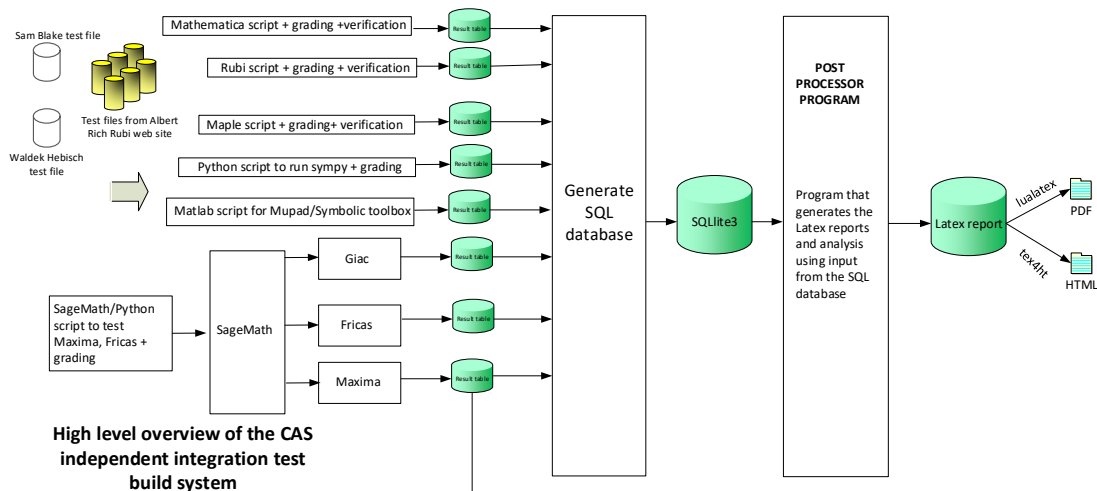 Mathematica script + grading +verification
Result table
Sam Blake test file
Rubi script + grading + verification
Result table
Test files from Albert
Rich Rubi web site
Maple script + grading+ verification
Result table
Waldek Hebisch
test file
Python script to run sympy + grading
Result table
Matlab script for Mupad/Symbolic toolbox
Result table
Giac
Result table
SageMath/Python
script to test
Maxima, Fricas +
grading
SageMath
Fricas
Result table
Maxima
Result table
Generate
SQL
database
SQLlite3
POST
PROCESSOR
PROGRAM
Program that
generates the
Latex reports
and analysis
using input
from the SQL
database
Latex report
lualatex
PDF
tex4ht
HTML
High level overview of the CAS
independent integration test
build system